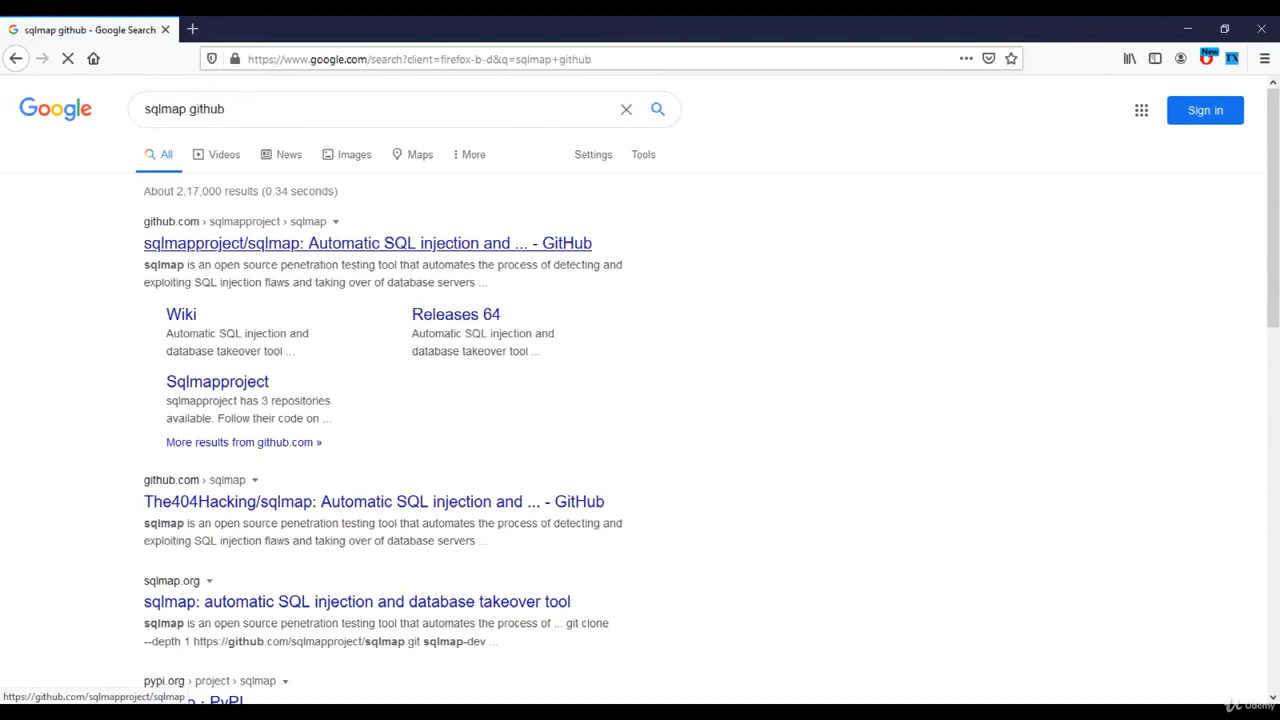 sqlmap github - Google Search
https://www.google.com/search?client=firefox-b-d&q=sqlmap+github
New
TX
Google
sqlmap github
Sign in
All
Videos
News
Images
Maps
More
Settings
Tools
About 2,17,000 results (0.34 seconds)
github.com › sqlmapproject › sqlmap
sqlmapproject/sqlmap: Automatic SQL injection and ... - GitHub
sqlmap is an open source penetration testing tool that automates the process of detecting and
exploiting SQL injection flaws and taking over of database servers ...
Wiki
Automatic SQL injection and
database takeover tool ...
Releases 64
Automatic SQL injection and
database takeover tool ...
Sqlmapproject
sqlmapproject has 3 repositories
available. Follow their code on ...
More results from github.com »
github.com › sqlmap
The404Hacking/sqlmap: Automatic SQL injection and ... - GitHub
sqlmap is an open source penetration testing tool that automates the process of detecting and
exploiting SQL injection flaws and taking over of database servers ...
sqlmap.org
sqlmap: automatic SQL injection and database takeover tool
sqlmap is an open source penetration testing tool that automates the process of ... git clone
--depth 1 https://github.com/sqlmapproject/sqlmap.git sqlmap-dev ...
pypi.org › project › sqlmap
p · PyPI
https://github.com/sqlmapproject/sqlmap
Udemy